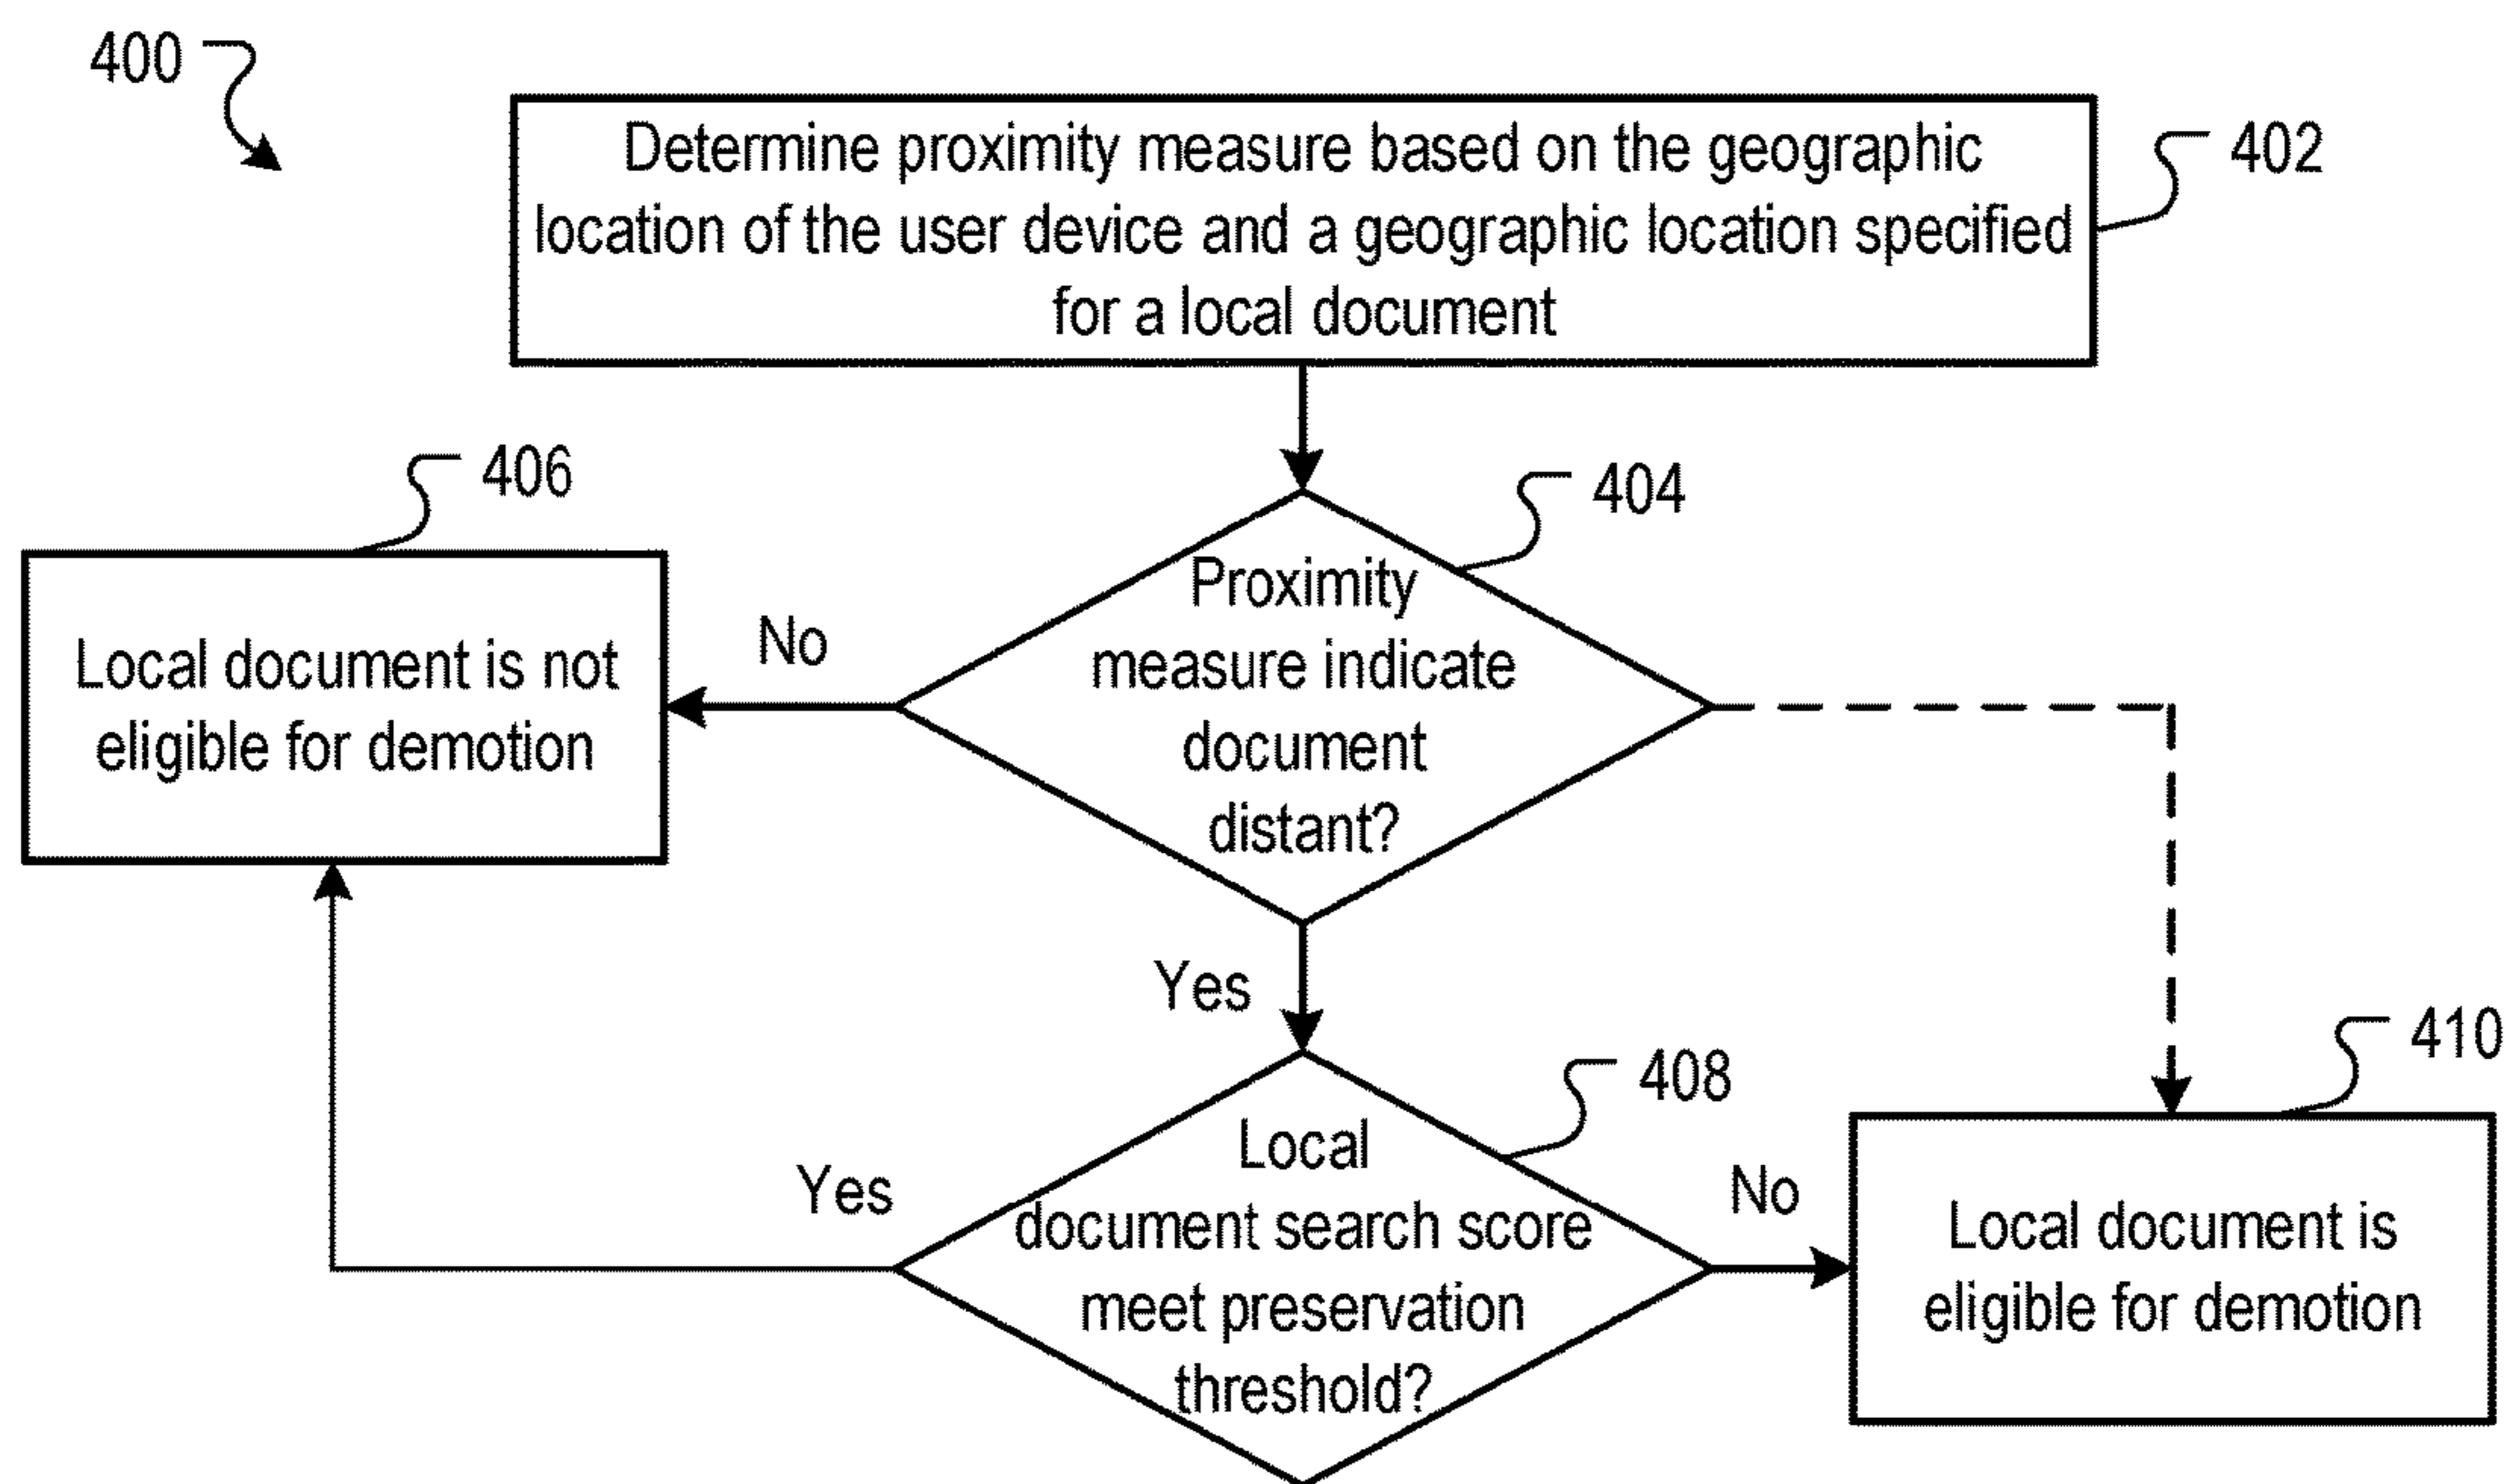 400
Determine proximity measure based on the geographic
location of the user device and a geographic location specified
for a local document
402
404
Proximity
measure indicate
document
distant?
406
Local document is not
eligible for demotion
No
Yes
408
Local
document search score
meet preservation
threshold?
Yes
No
410
Local document is
eligible for demotion